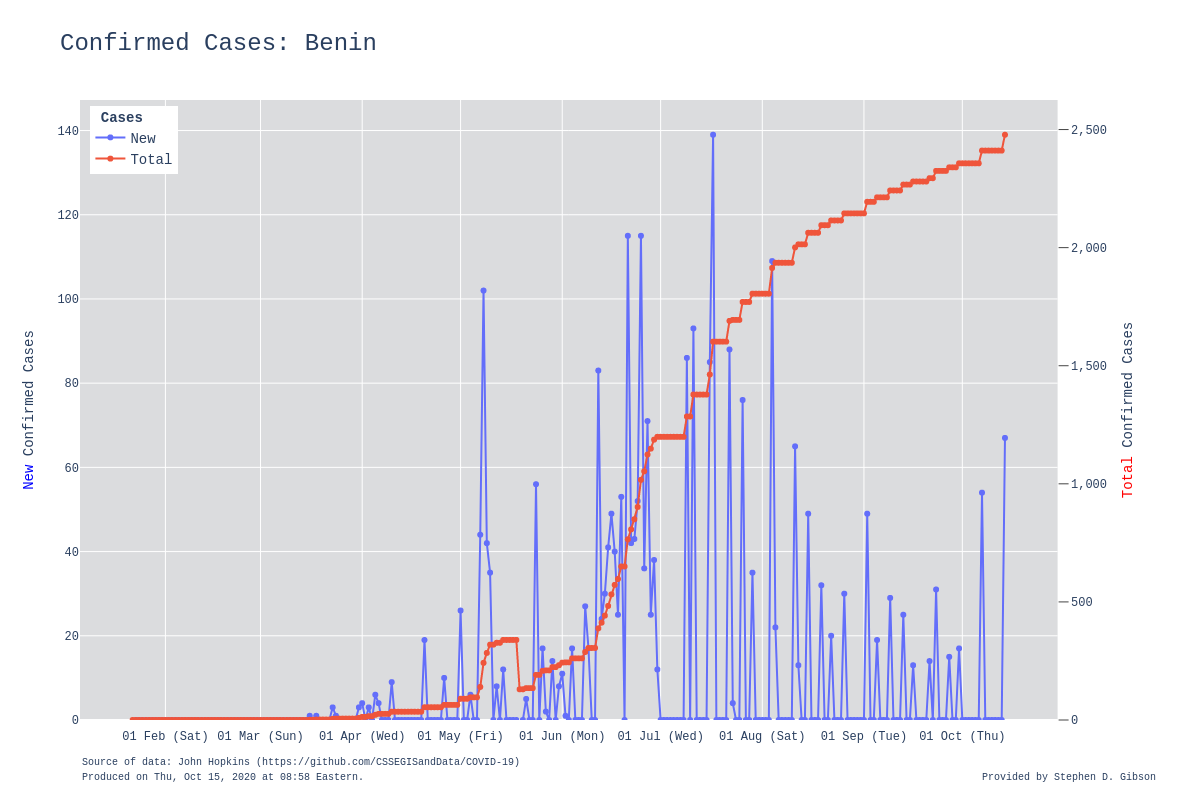 Confirmed Cases: Benin
Cases
New
Total
140
120
100
80
60
40
20
0
2,500
2,000
1,500
1,000
500
0
New Confirmed Cases
Total Confirmed Cases
01 Feb (Sat) 01 Mar (Sun) 01 Apr (Wed) 01 May (Fri) 01 Jun (Mon) 01 Jul (Wed) 01 Aug (Sat) 01 Sep (Tue) 01 Oct (Thu)
Source of data: John Hopkins (https://github.com/CSSEGISandData/COVID-19)
Produced on Thu, Oct 15, 2020 at 08:58 Eastern.
Provided by Stephen D. Gibson